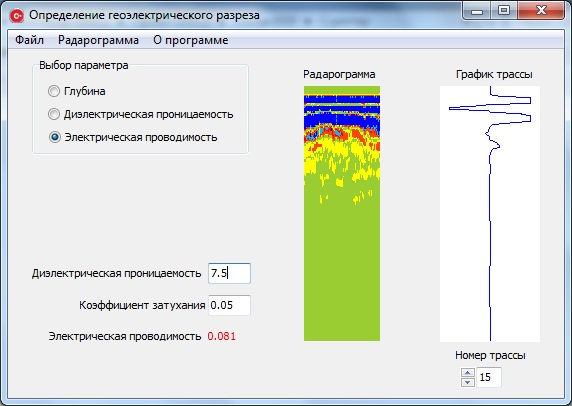 Определение геоэлектрического разреза
Файл Радарограмма О программе
Выбор параметра
Глубина
Диэлектрическая проницаемость
Электрическая проводимость
Радарограмма
График трассы
Диэлектрическая проницаемость 7.5
Коэффициент затухания 0.05
Электрическая проводимость 0.081
Номер трассы
15